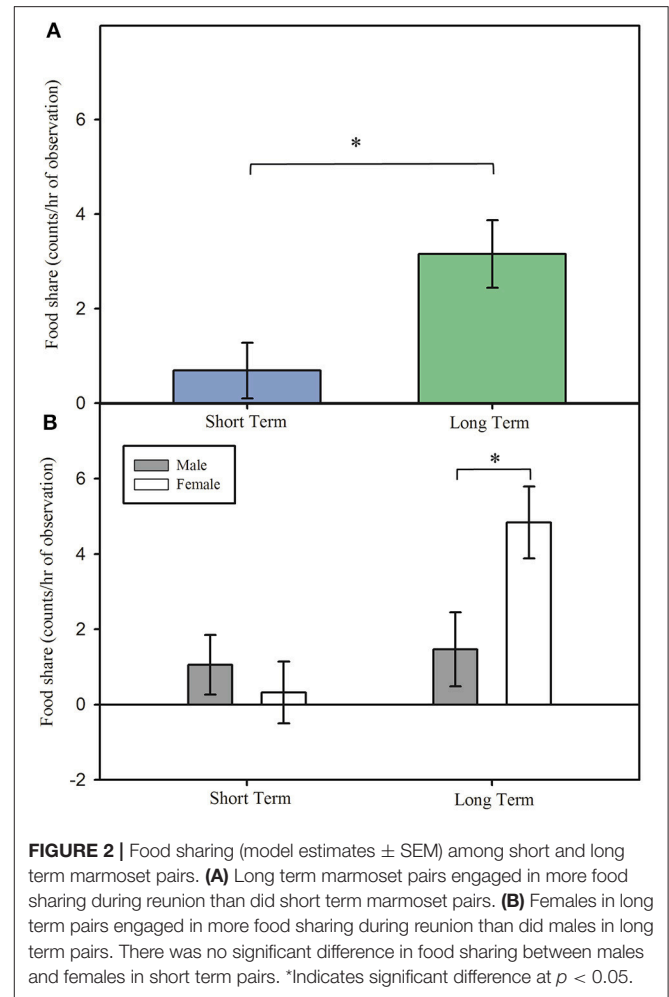 A
Food share (counts/hr of observation)
6
4
2
0
*
Short Term
Long Term
B
Food share (counts/hr of observation)
6
4
2
0
-2
Male
Female
*
Short Term
Long Term
FIGURE 2 | Food sharing (model estimates ± SEM) among short and long
term marmoset pairs. (A) Long term marmoset pairs engaged in more food
sharing during reunion than did short term marmoset pairs. (B) Females in long
term pairs engaged in more food sharing during reunion than did males in long
term pairs. There was no significant difference in food sharing between males
and females in short term pairs. *Indicates significant difference at p < 0.05.